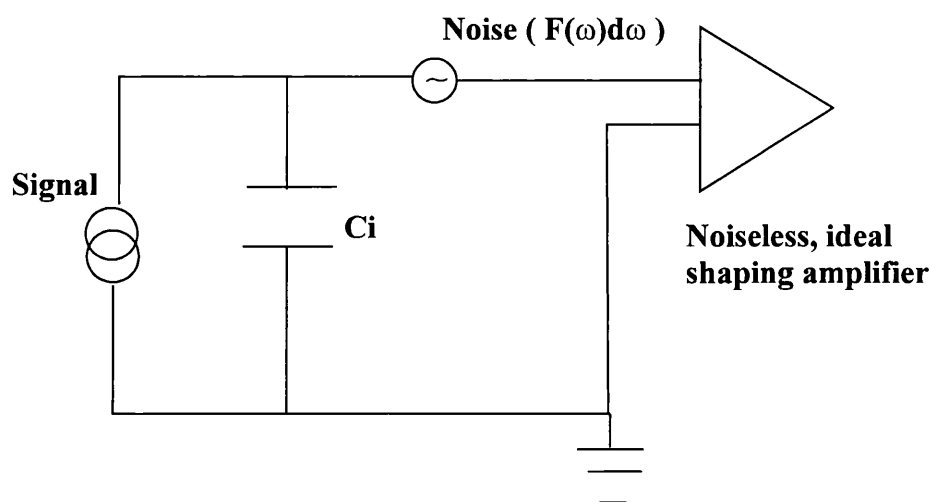 Noise ( F(ω)dω )
Signal
~
Ci
Noiseless, ideal
shaping amplifier